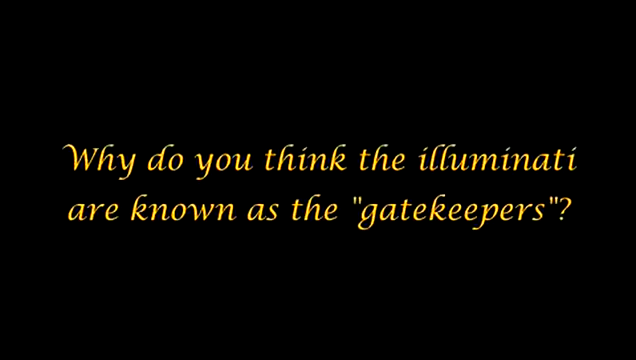 Why do you think the illuminati
are known as the "gatekeepers"?